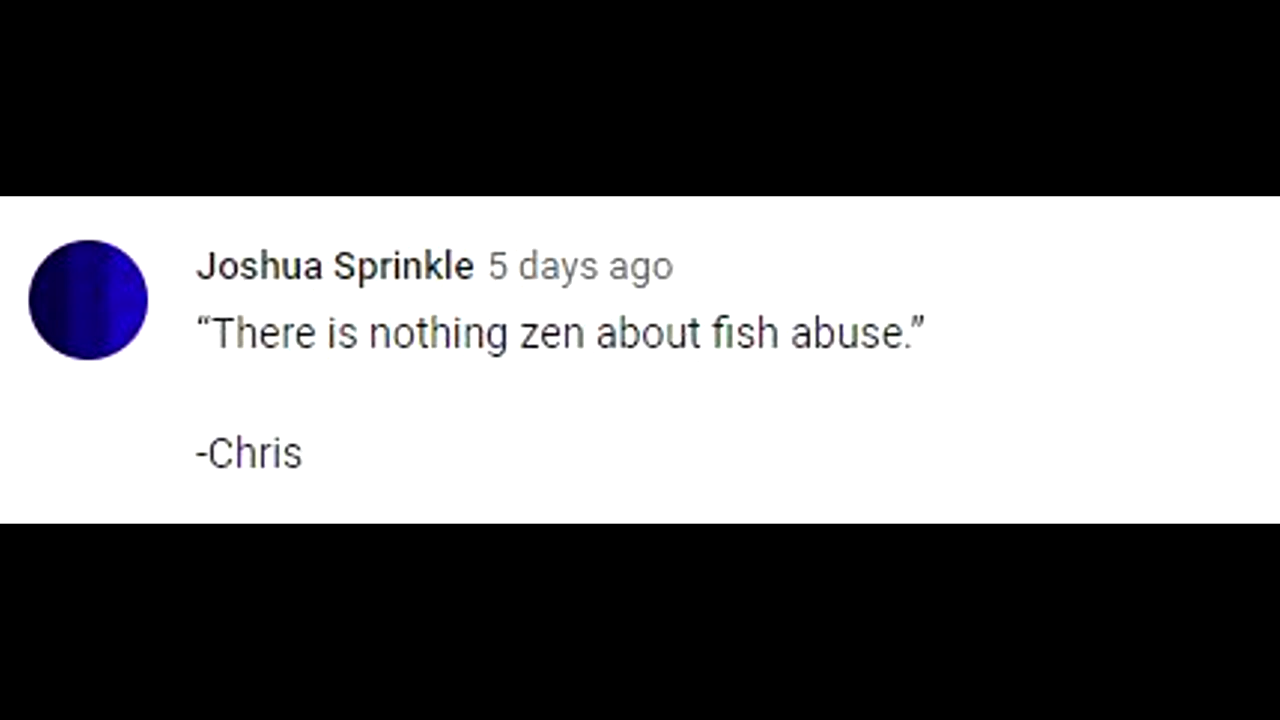 Joshua Sprinkle 5 days ago
“There is nothing zen about fish abuse.”
-Chris